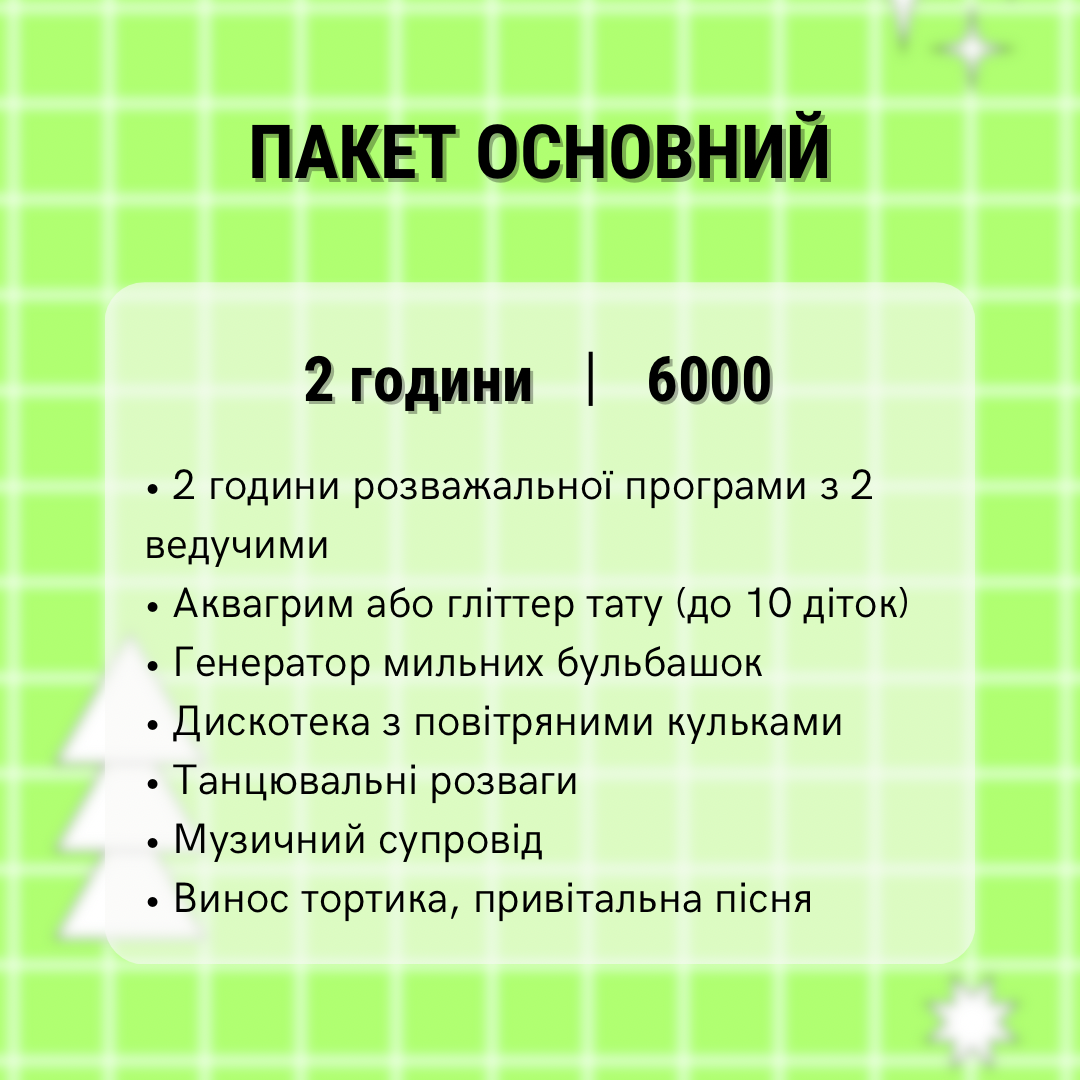 ПАКЕТ ОСНОВНИЙ
2 години | 6000
• 2 години розважальної програми з 2
ведучими
• Аквагрим або гліттер тату (до 10 діток)
• Генератор мильних бульбашок
• Дискотека з повітряними кульками
• Танцювальні розваги
• Музичний супровід
• Винос тортика, привітальна пісня